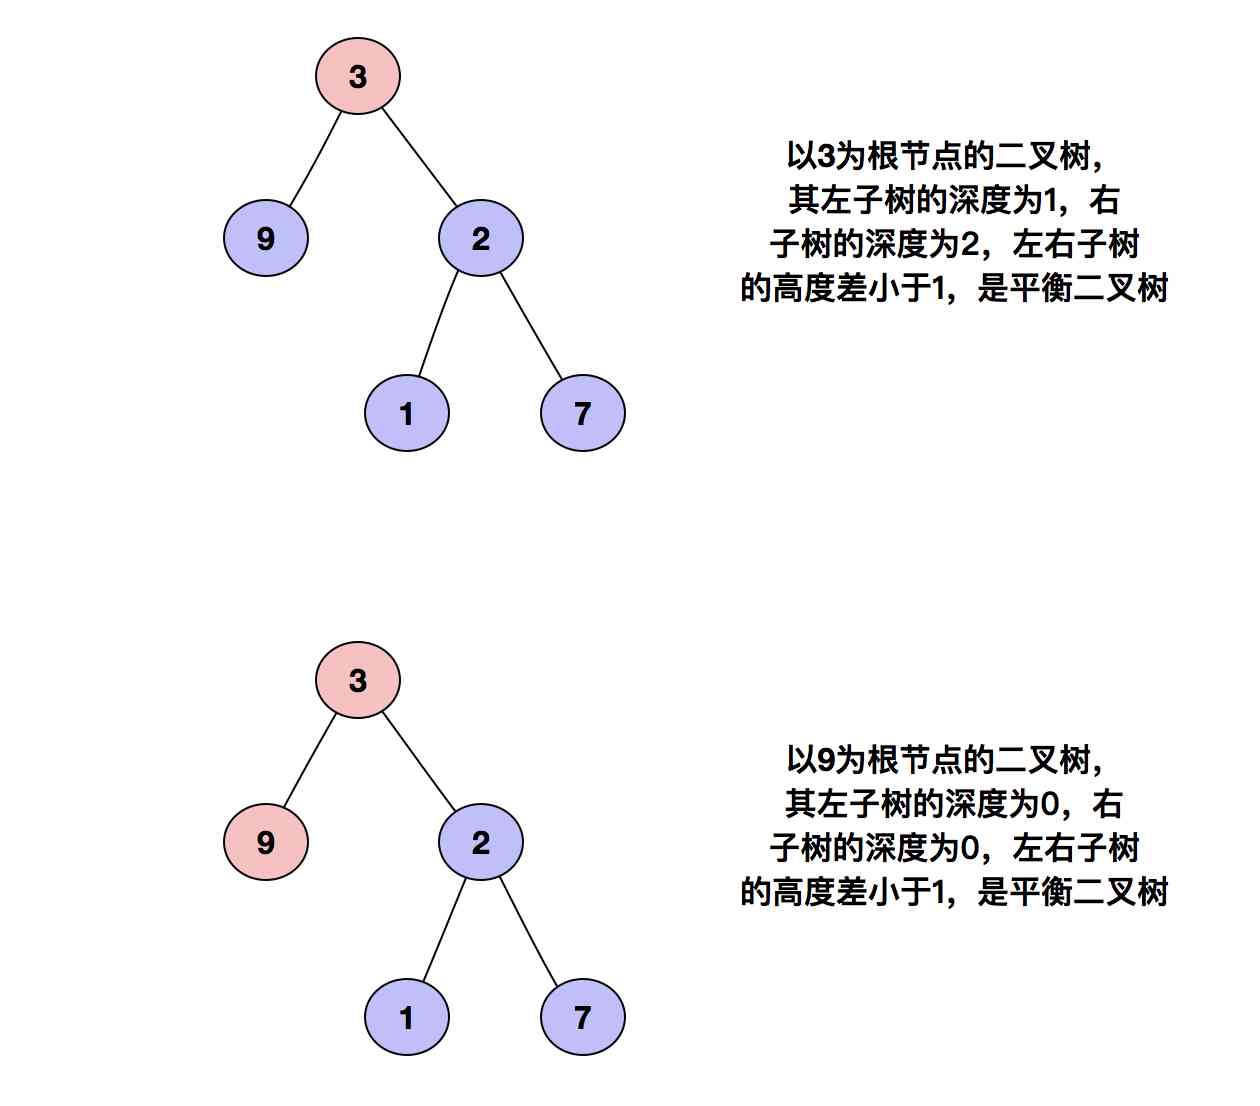 3
以3为根节点的二叉树，
其左子树的深度为1，右
9
2
子树的深度为2，左右子树
的高度差小于1，是平衡二叉树
1
7
3
以9为根节点的二叉树，
其左子树的深度为0，右
9
2
子树的深度为0，左右子树
的高度差小于1，是平衡二叉树
1
7